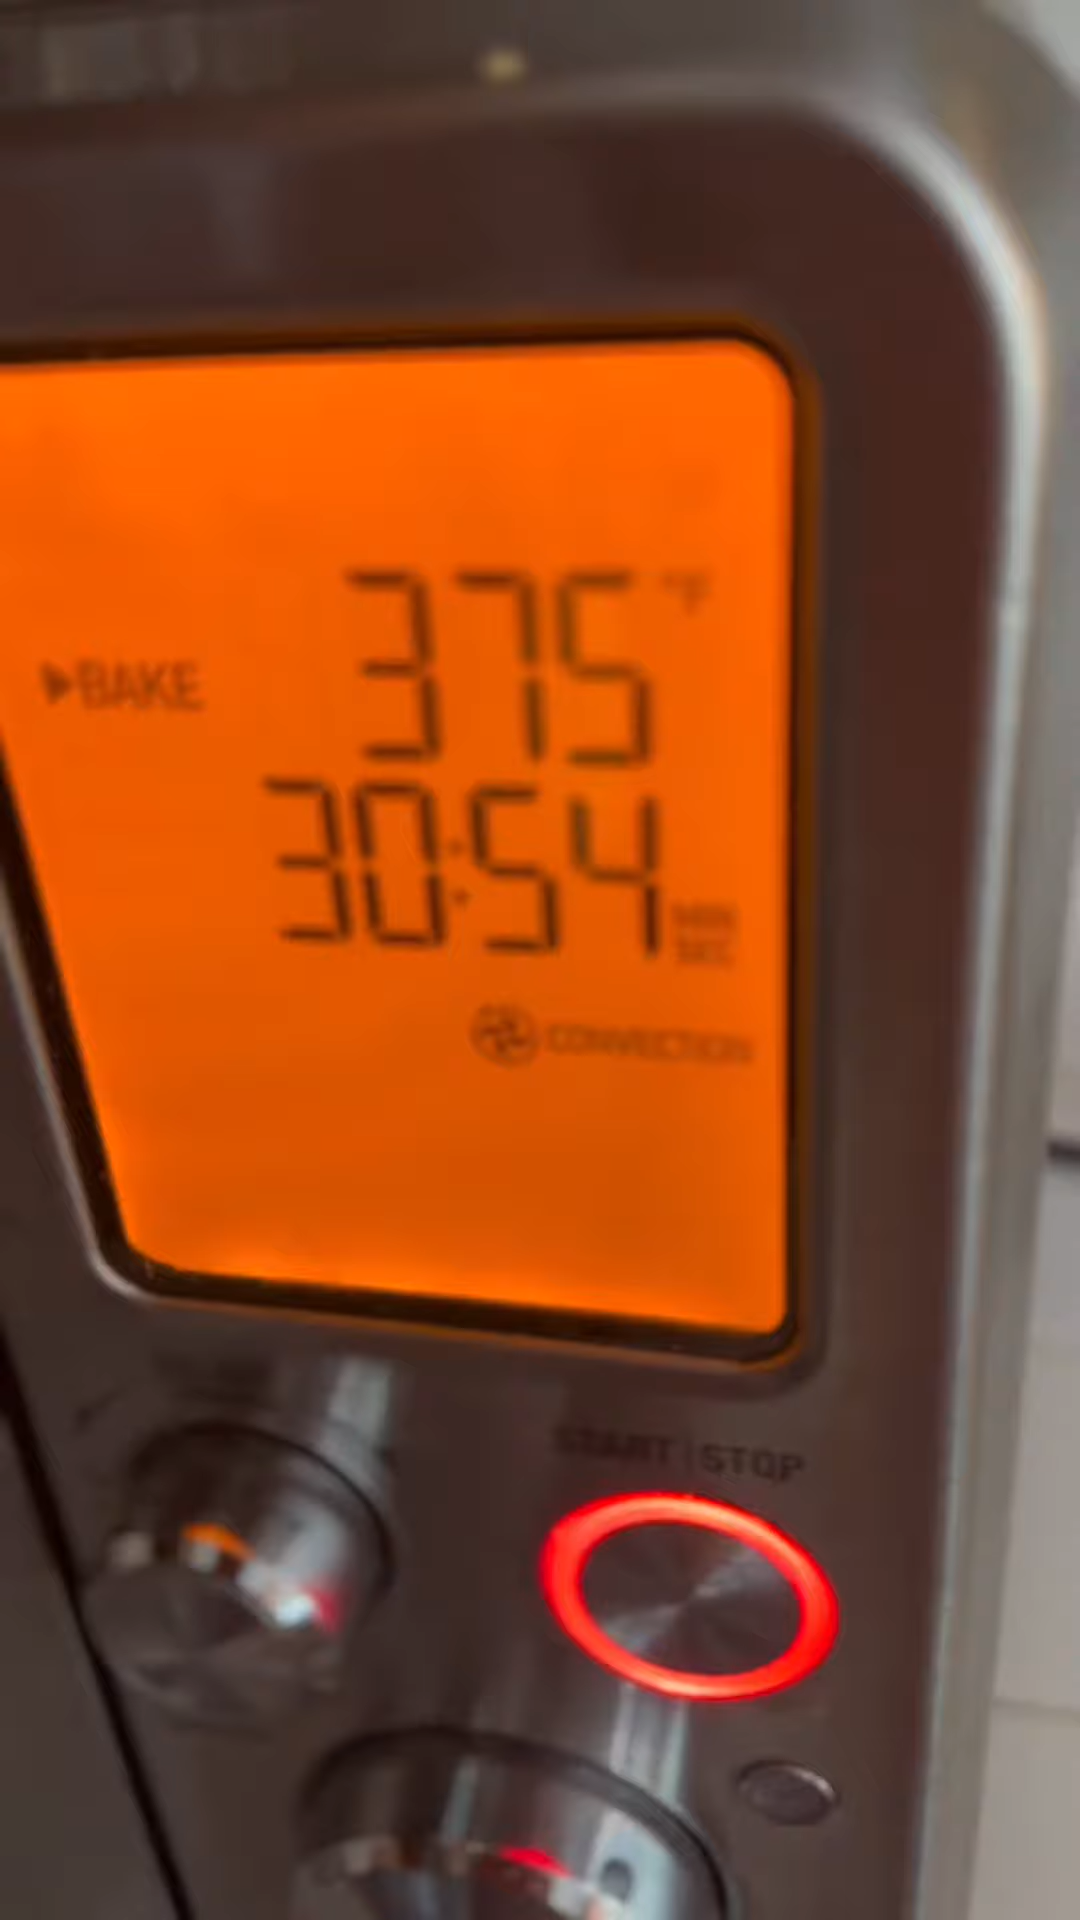 375 °F
▶BAKE
30:54 MIN
SEC
CONVECTION
START | STOP